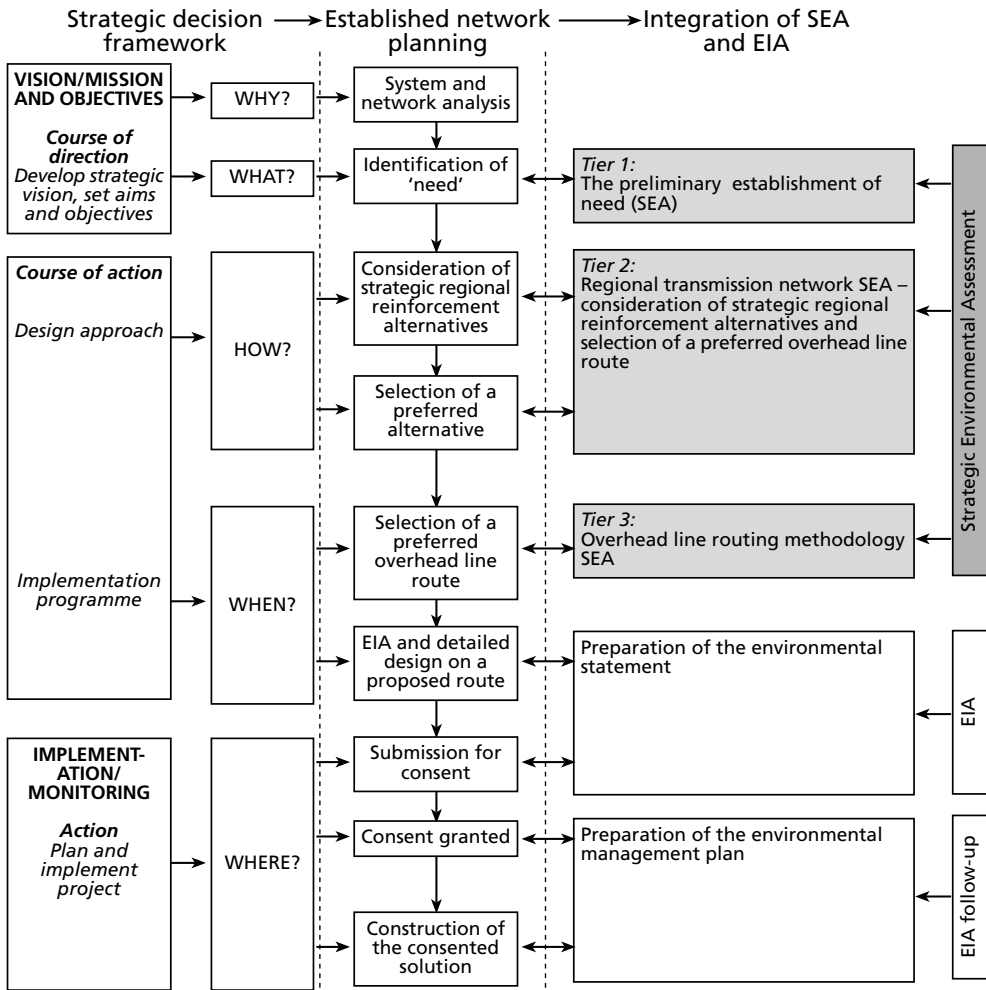 Strategic decision
framework
Established network
planning
Integration of SEA
and EIA
VISION/MISSION
AND OBJECTIVES
Course of
direction
Develop strategic
vision, set aims
and objectives
WHY?
WHAT?
System and
network analysis
Identification of
‘need’
Tier 1:
The preliminary establishment of
need (SEA)
Course of action
Design approach
HOW?
Consideration of
strategic regional
reinforcement
alternatives
Selection of a
preferred
alternative
Tier 2:
Regional transmission network SEA –
consideration of strategic regional
reinforcement alternatives and
selection of a preferred overhead line
route
Strategic Environmental Assessment
Implementation
programme
WHEN?
Selection of a
preferred
overhead line
route
Tier 3:
Overhead line routing methodology
SEA
EIA and detailed
design on a
proposed route
Preparation of the environmental
statement
EIA
IMPLEMENT-
ATION/
MONITORING
Action
Plan and
implement
project
WHERE?
Submission for
consent
Consent granted
Preparation of the environmental
management plan
Construction of
the consented
solution
EIA follow-up